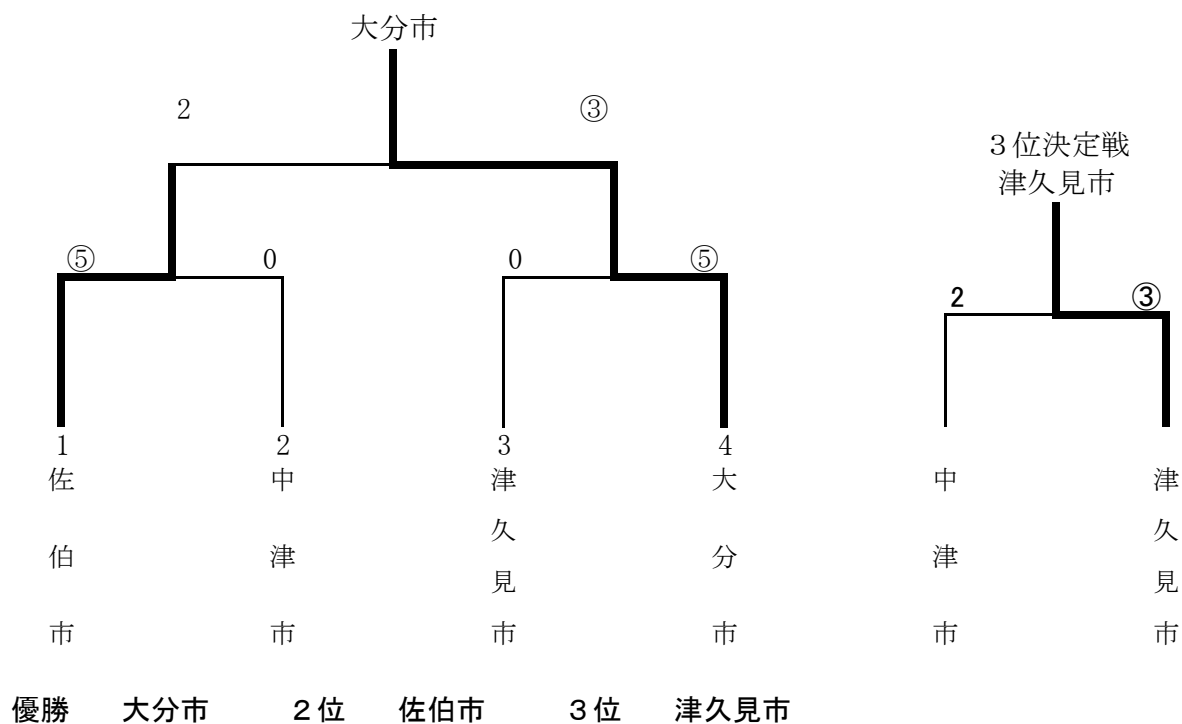 大分市
2 ③
3位決定戦
津久見市
⑤ 0 0 ⑤
2 ③
1 2 3 4
佐伯市 中津市 津久見市 大分市 中津市 津久見市
優勝 大分市 2位 佐伯市 3位 津久見市